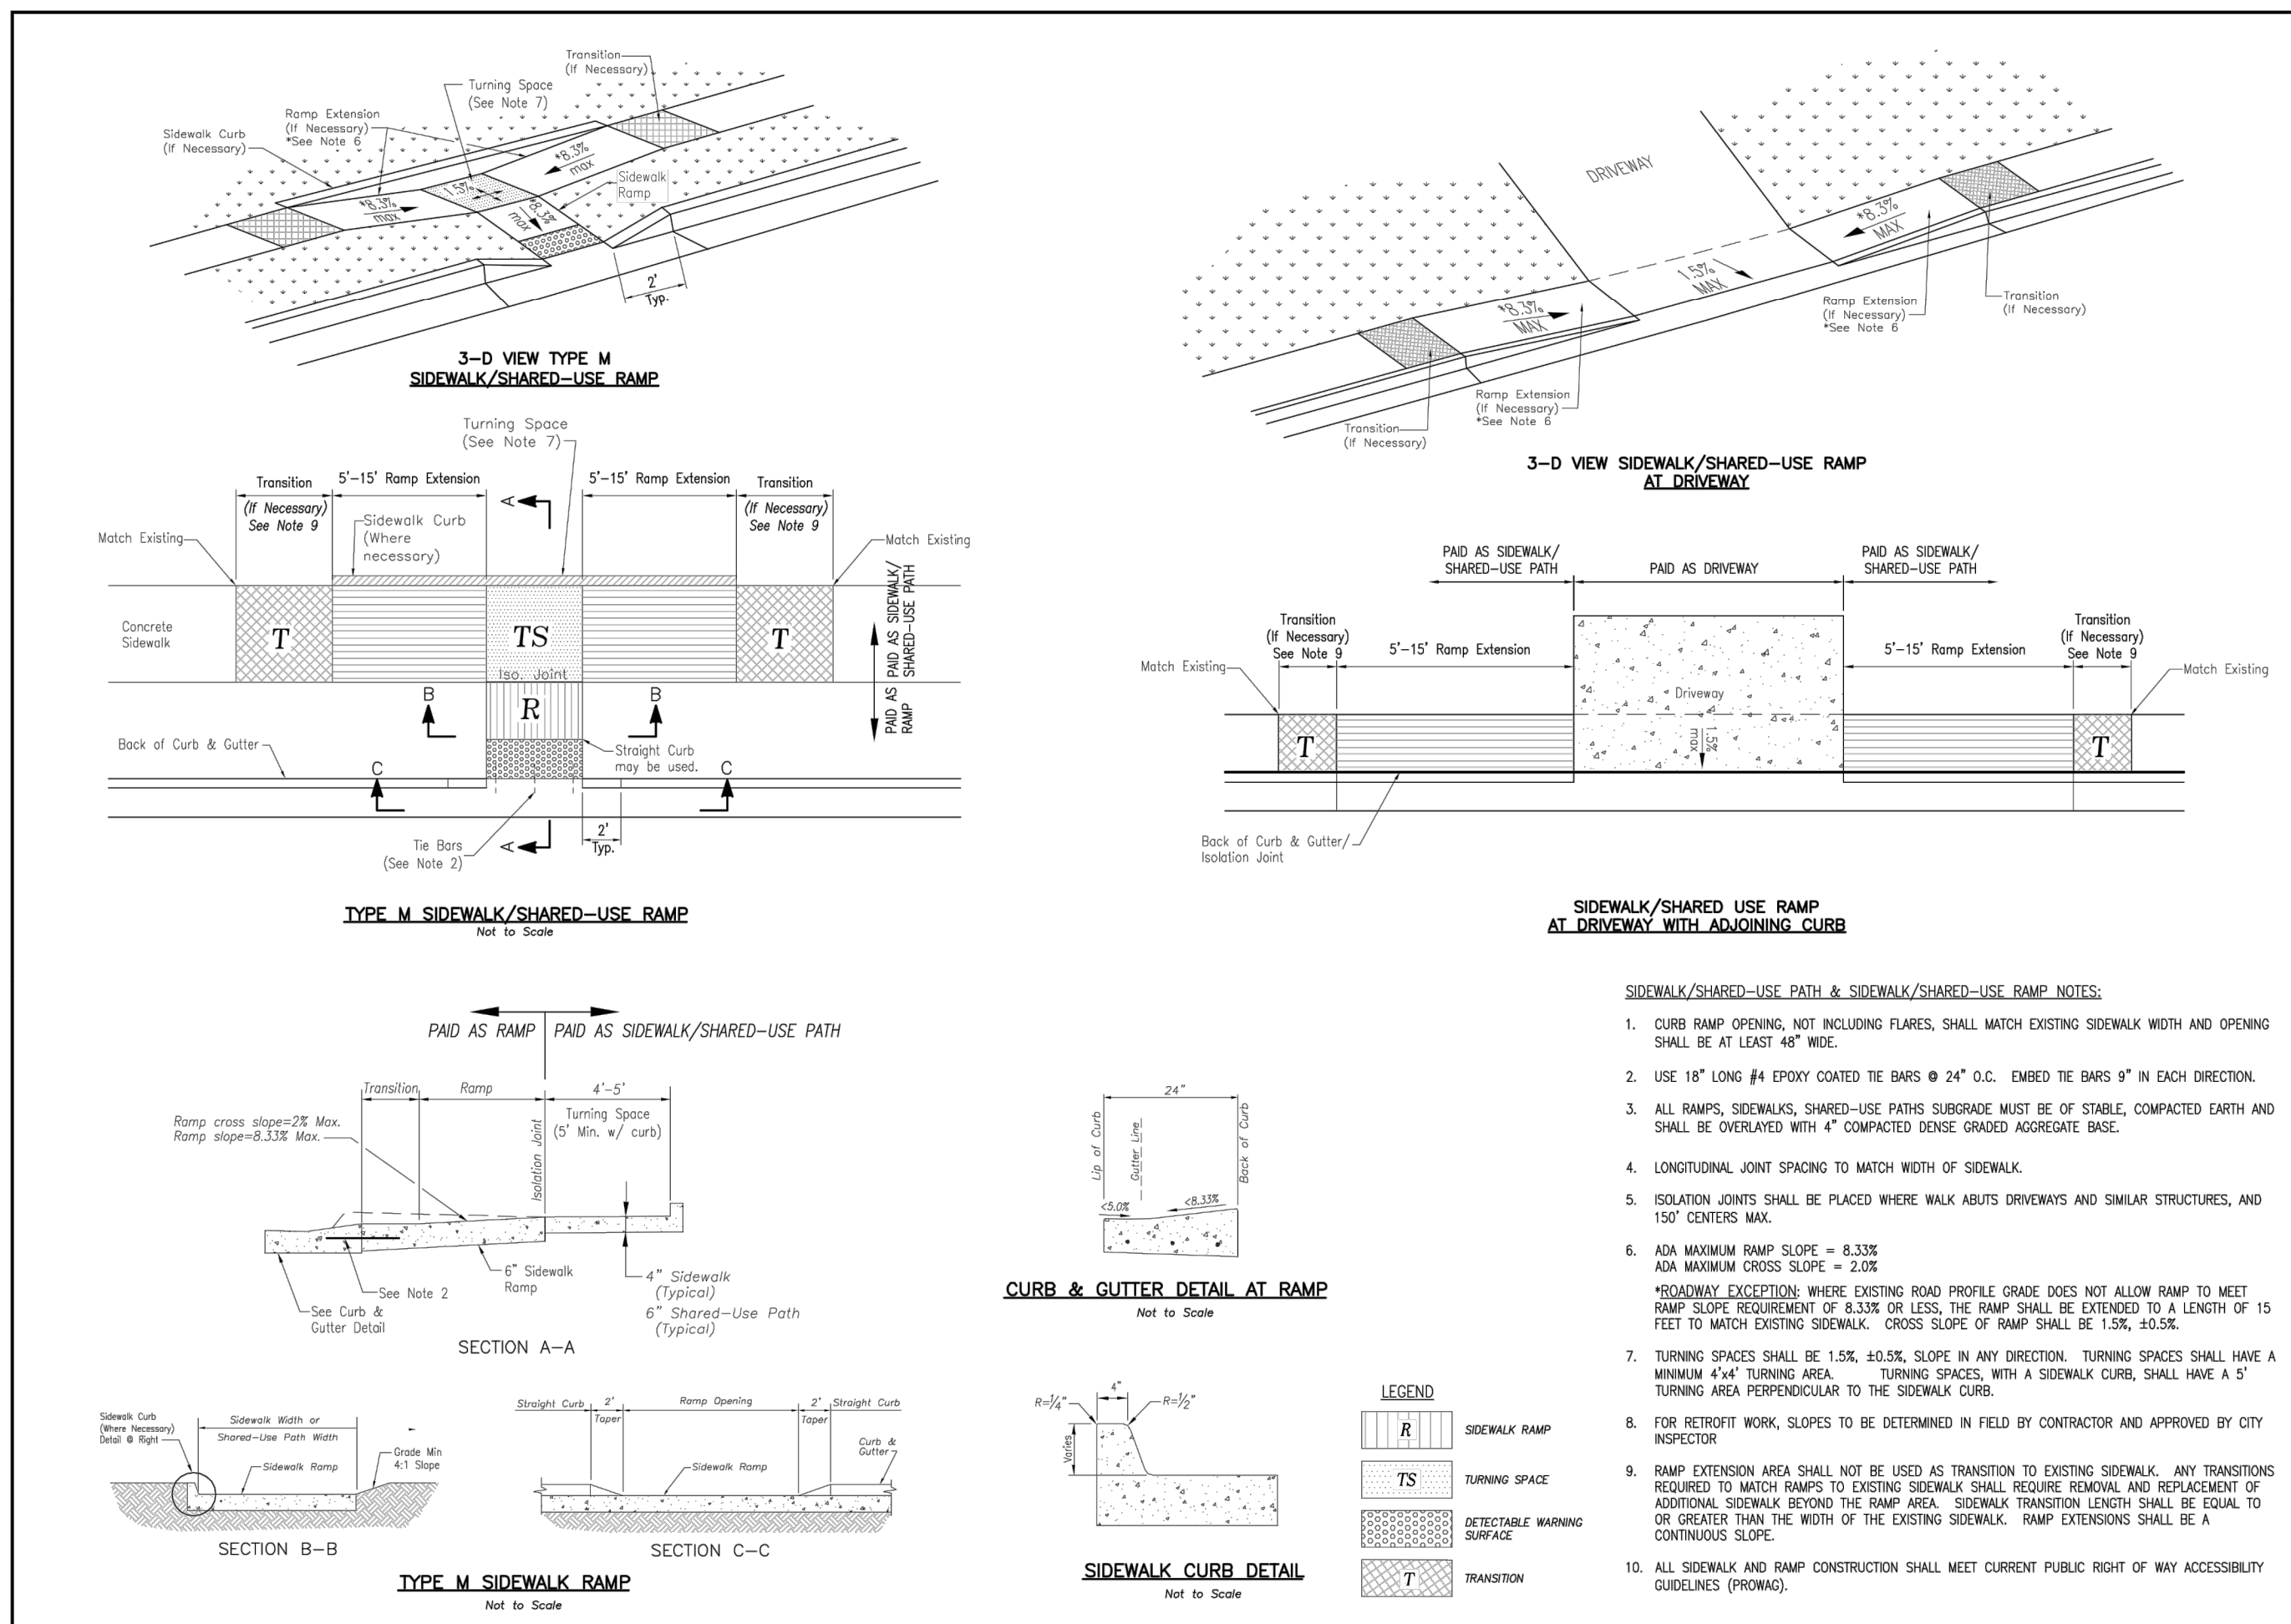 Transition
(If Necessary)
Turning Space
(See Note 7)
Ramp Extension
(If Necessary)
*See Note 6
Sidewalk Curb
(If Necessary)
*8.3%
max
Sidewalk
Ramp
1.5%
*8.3%
max
*8.3%
max
2'
Typ.
3-D VIEW TYPE M
SIDEWALK/SHARED-USE RAMP
DRIVEWAY
*8.3%
MAX
1.5%
MAX
*8.3%
MAX
Ramp Extension
(If Necessary)
*See Note 6
Transition
(If Necessary)
Ramp Extension
(If Necessary)
*See Note 6
Transition
(If Necessary)
3-D VIEW SIDEWALK/SHARED-USE RAMP
AT DRIVEWAY
Turning Space
(See Note 7)
Transition
(If Necessary)
See Note 9
5'-15' Ramp Extension
A
5'-15' Ramp Extension
Transition
(If Necessary)
See Note 9
Sidewalk Curb
(Where
necessary)
Match Existing
Match Existing
Concrete
Sidewalk
T
TS
T
Iso. Joint
PAID AS SIDEWALK/
SHARED-USE PATH
PAID AS
RAMP
B
R
B
Back of Curb & Gutter
Straight Curb
may be used.
C
C
Tie Bars
(See Note 2)
A
2'
Typ.
TYPE M SIDEWALK/SHARED-USE RAMP
Not to Scale
PAID AS SIDEWALK/
SHARED-USE PATH
PAID AS DRIVEWAY
PAID AS SIDEWALK/
SHARED-USE PATH
Transition
(If Necessary)
See Note 9
5'-15' Ramp Extension
5'-15' Ramp Extension
Transition
(If Necessary)
See Note 9
Match Existing
Match Existing
Driveway
T
1.5%
max
T
Back of Curb & Gutter/
Isolation Joint
SIDEWALK/SHARED USE RAMP
AT DRIVEWAY WITH ADJOINING CURB
PAID AS RAMP
PAID AS SIDEWALK/SHARED-USE PATH
Transition
Ramp
4'-5'
Turning Space
(5' Min. w/ curb)
Ramp cross slope=2% Max.
Ramp slope=8.33% Max.
Isolation Joint
See Note 2
6" Sidewalk
Ramp
4" Sidewalk
(Typical)
6" Shared-Use Path
(Typical)
See Curb &
Gutter Detail
SECTION A-A
24"
Lip of Curb
Gutter Line
Back of Curb
<5.0%
<8.33%
CURB & GUTTER DETAIL AT RAMP
Not to Scale
Sidewalk Curb
(Where Necessary)
Detail @ Right
Sidewalk Width or
Shared-Use Path Width
Sidewalk Ramp
Grade Min
4:1 Slope
SECTION B-B
Straight Curb
2'
Taper
Ramp Opening
2'
Taper
Straight Curb
Curb &
Gutter
Sidewalk Ramp
SECTION C-C
TYPE M SIDEWALK RAMP
Not to Scale
4"
R=1/4"
R=1/2"
Varies
SIDEWALK CURB DETAIL
Not to Scale
LEGEND
R SIDEWALK RAMP
TS TURNING SPACE
DETECTABLE WARNING
SURFACE
T TRANSITION
SIDEWALK/SHARED-USE PATH & SIDEWALK/SHARED-USE RAMP NOTES:
1. CURB RAMP OPENING, NOT INCLUDING FLARES, SHALL MATCH EXISTING SIDEWALK WIDTH AND OPENING
SHALL BE AT LEAST 48" WIDE.
2. USE 18" LONG #4 EPOXY COATED TIE BARS @ 24" O.C. EMBED TIE BARS 9" IN EACH DIRECTION.
3. ALL RAMPS, SIDEWALKS, SHARED-USE PATHS SUBGRADE MUST BE OF STABLE, COMPACTED EARTH AND
SHALL BE OVERLAYED WITH 4" COMPACTED DENSE GRADED AGGREGATE BASE.
4. LONGITUDINAL JOINT SPACING TO MATCH WIDTH OF SIDEWALK.
5. ISOLATION JOINTS SHALL BE PLACED WHERE WALK ABUTS DRIVEWAYS AND SIMILAR STRUCTURES, AND
150' CENTERS MAX.
6. ADA MAXIMUM RAMP SLOPE = 8.33%
ADA MAXIMUM CROSS SLOPE = 2.0%
*ROADWAY EXCEPTION: WHERE EXISTING ROAD PROFILE GRADE DOES NOT ALLOW RAMP TO MEET
RAMP SLOPE REQUIREMENT OF 8.33% OR LESS, THE RAMP SHALL BE EXTENDED TO A LENGTH OF 15
FEET TO MATCH EXISTING SIDEWALK. CROSS SLOPE OF RAMP SHALL BE 1.5%, ±0.5%.
7. TURNING SPACES SHALL BE 1.5%, ±0.5%, SLOPE IN ANY DIRECTION. TURNING SPACES SHALL HAVE A
MINIMUM 4'x4' TURNING AREA. TURNING SPACES, WITH A SIDEWALK CURB, SHALL HAVE A 5'
TURNING AREA PERPENDICULAR TO THE SIDEWALK CURB.
8. FOR RETROFIT WORK, SLOPES TO BE DETERMINED IN FIELD BY CONTRACTOR AND APPROVED BY CITY
INSPECTOR
9. RAMP EXTENSION AREA SHALL NOT BE USED AS TRANSITION TO EXISTING SIDEWALK. ANY TRANSITIONS
REQUIRED TO MATCH RAMPS TO EXISTING SIDEWALK SHALL REQUIRE REMOVAL AND REPLACEMENT OF
ADDITIONAL SIDEWALK BEYOND THE RAMP AREA. SIDEWALK TRANSITION LENGTH SHALL BE EQUAL TO
OR GREATER THAN THE WIDTH OF THE EXISTING SIDEWALK. RAMP EXTENSIONS SHALL BE A
CONTINUOUS SLOPE.
10. ALL SIDEWALK AND RAMP CONSTRUCTION SHALL MEET CURRENT PUBLIC RIGHT OF WAY ACCESSIBILITY
GUIDELINES (PROWAG).